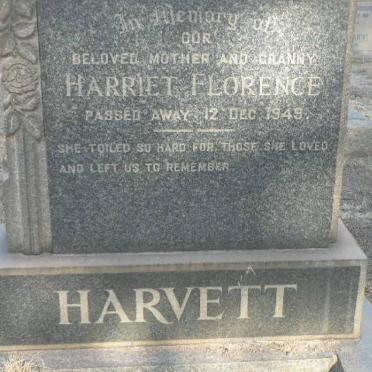 In Memory of
OUR
BELOVED MOTHER AND GRANNY
HARRIET FLORENCE
PASSED AWAY 12 DEC. 1949.
SHE TOILED SO HARD FOR THOSE SHE LOVED
AND LEFT US TO REMEMBER
HARVETT